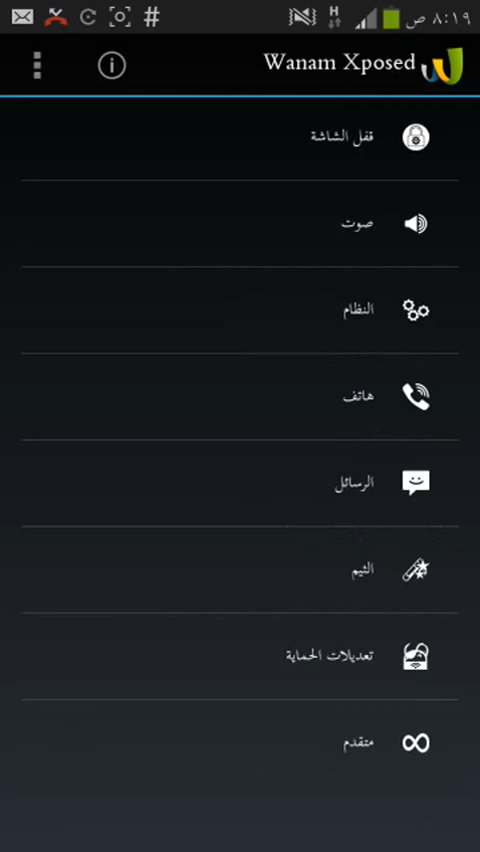 ٨:١٩ ص H #
Wanam Xposed
قفل الشاشة
صوت
النظام
هاتف
الرسائل
الثيم
تعديلات الحماية
متقدم